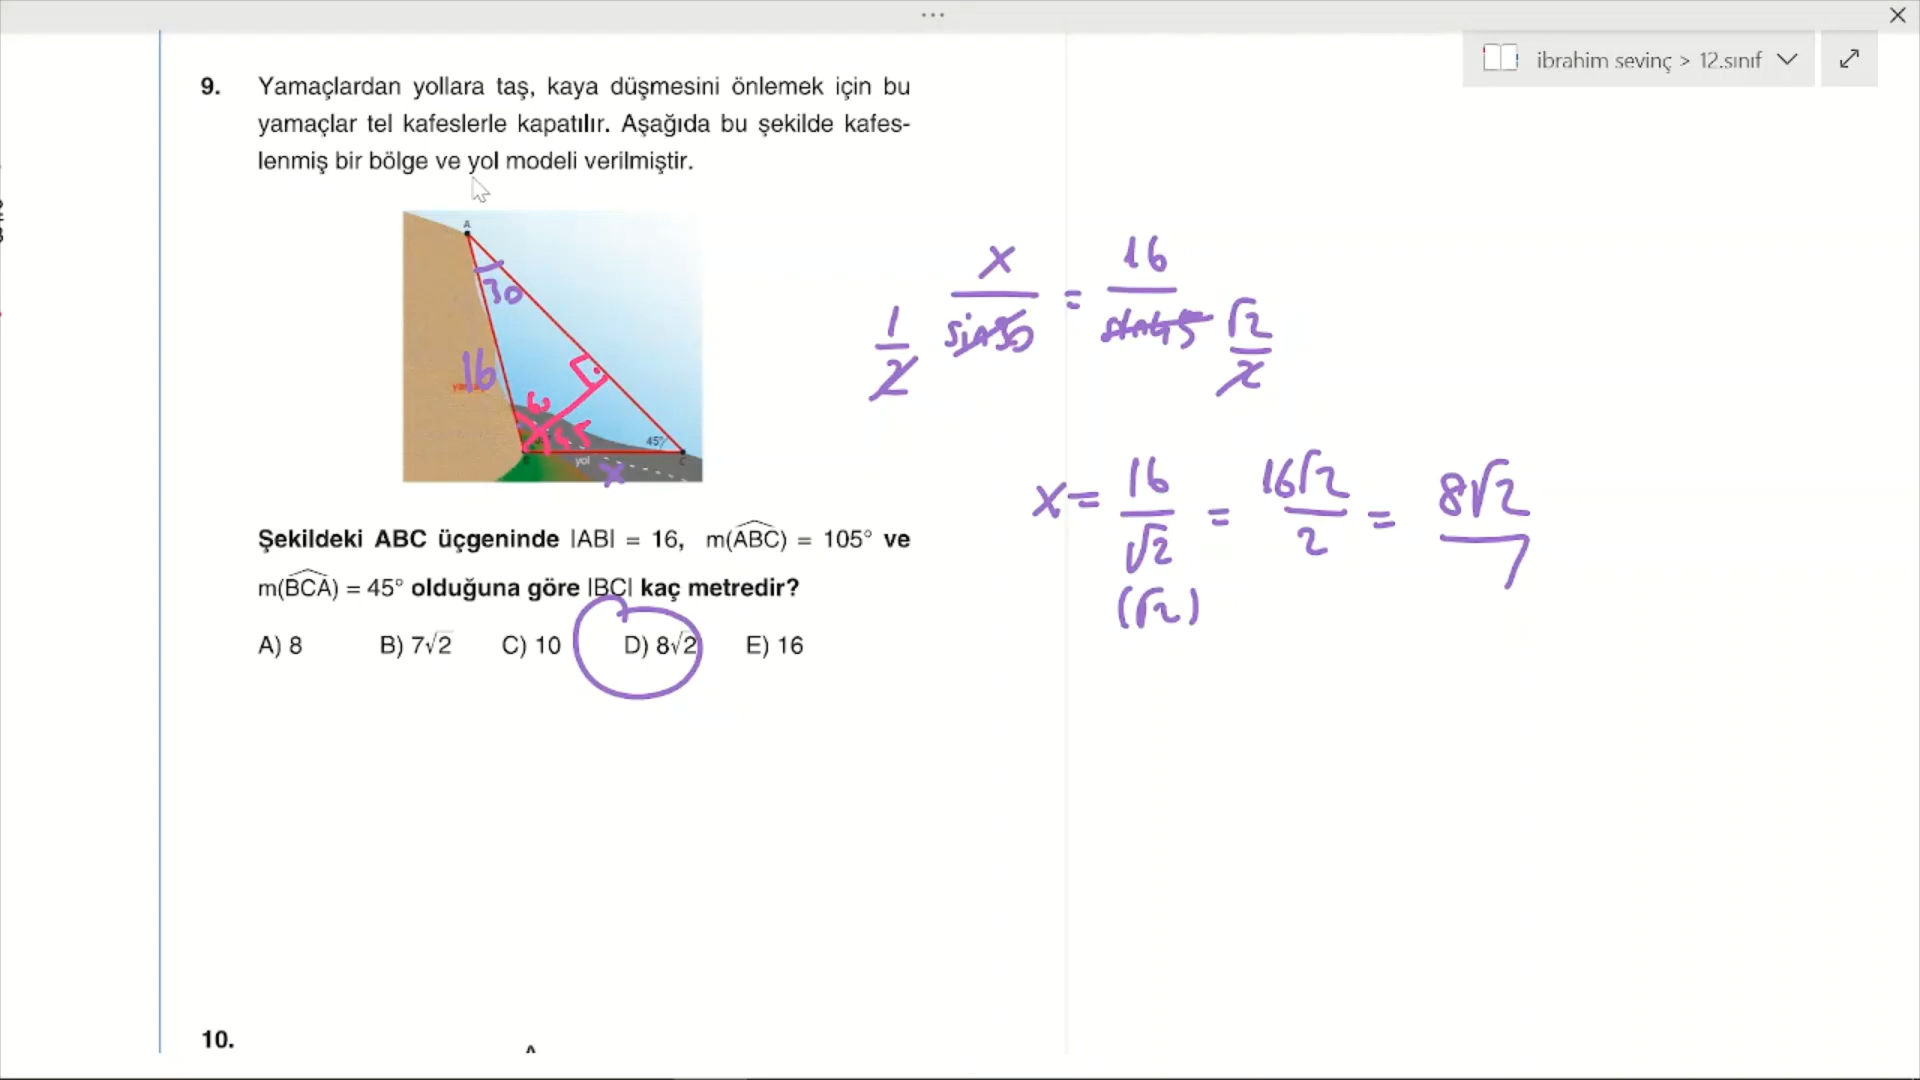 ibrahim sevinç > 12.sınıf
9. Yamaçlardan yollara taş, kaya düşmesini önlemek için bu
yamaçlar tel kafeslerle kapatılır. Aşağıda bu şekilde kafes-
lenmiş bir bölge ve yol modeli verilmiştir.
A
30
16
60
45
45°
C
yol
x
x/sin30 = 16/sin45
1/2
√2/2
x = 16/√2 = 16√2/2 = 8√2
(√2)
Şekildeki ABC üçgeninde |AB| = 16, m(ABC) = 105° ve
m(BCA) = 45° olduğuna göre |BC| kaç metredir?
A) 8 B) 7√2 C) 10 D) 8√2 E) 16
10.
A